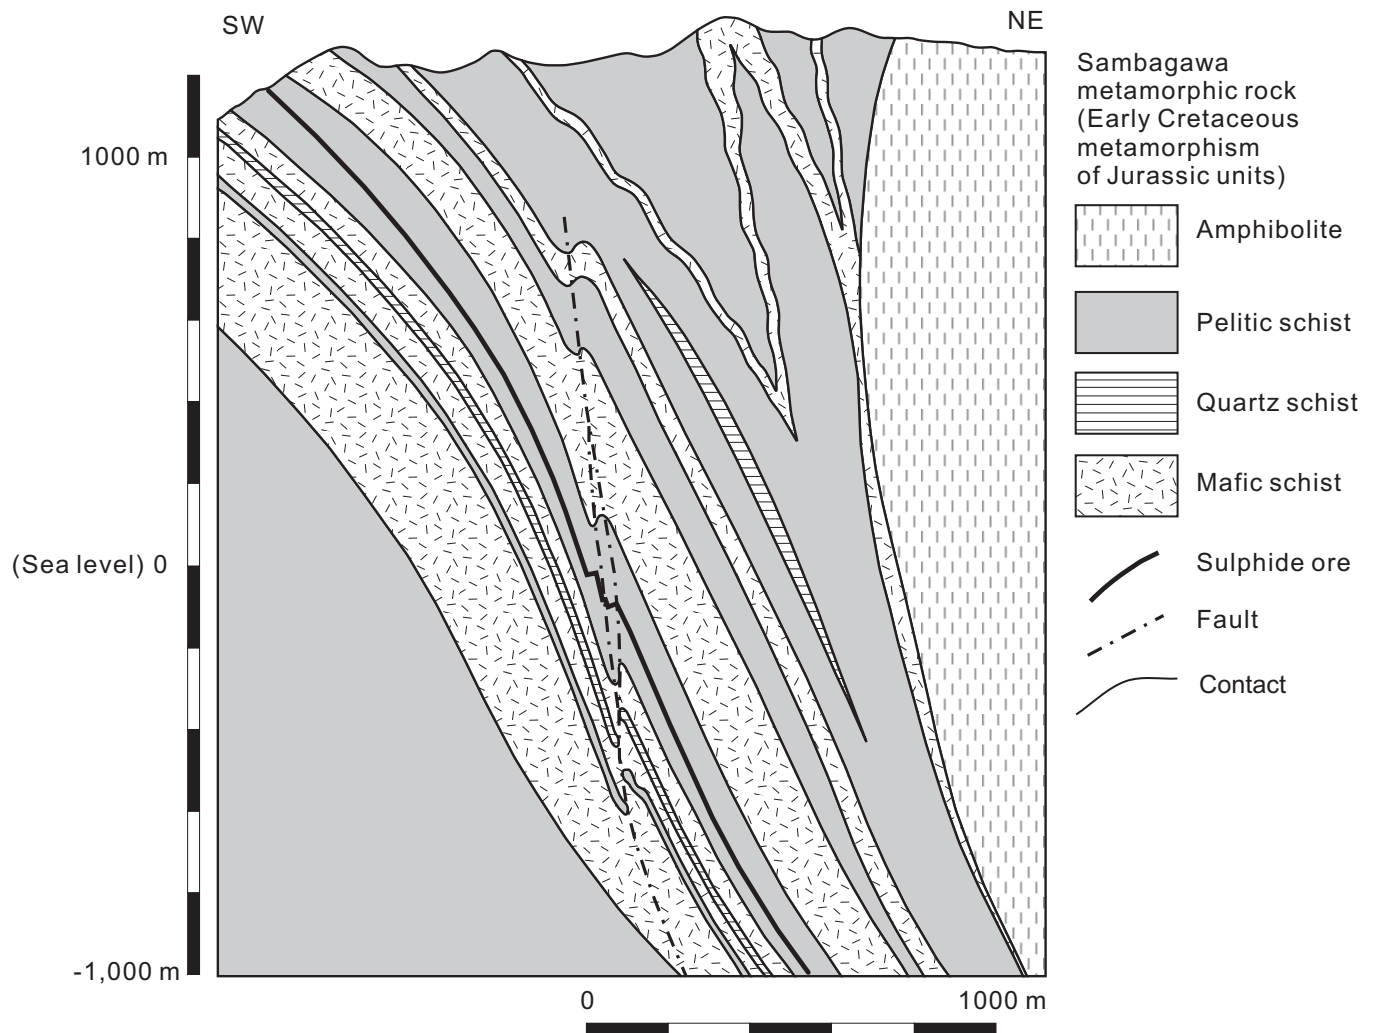 SW
NE
1000 m
(Sea level) 0
-1,000 m
0
1000 m
Sambagawa
metamorphic rock
(Early Cretaceous
metamorphism
of Jurassic units)
Amphibolite
Pelitic schist
Quartz schist
Mafic schist
Sulphide ore
Fault
Contact